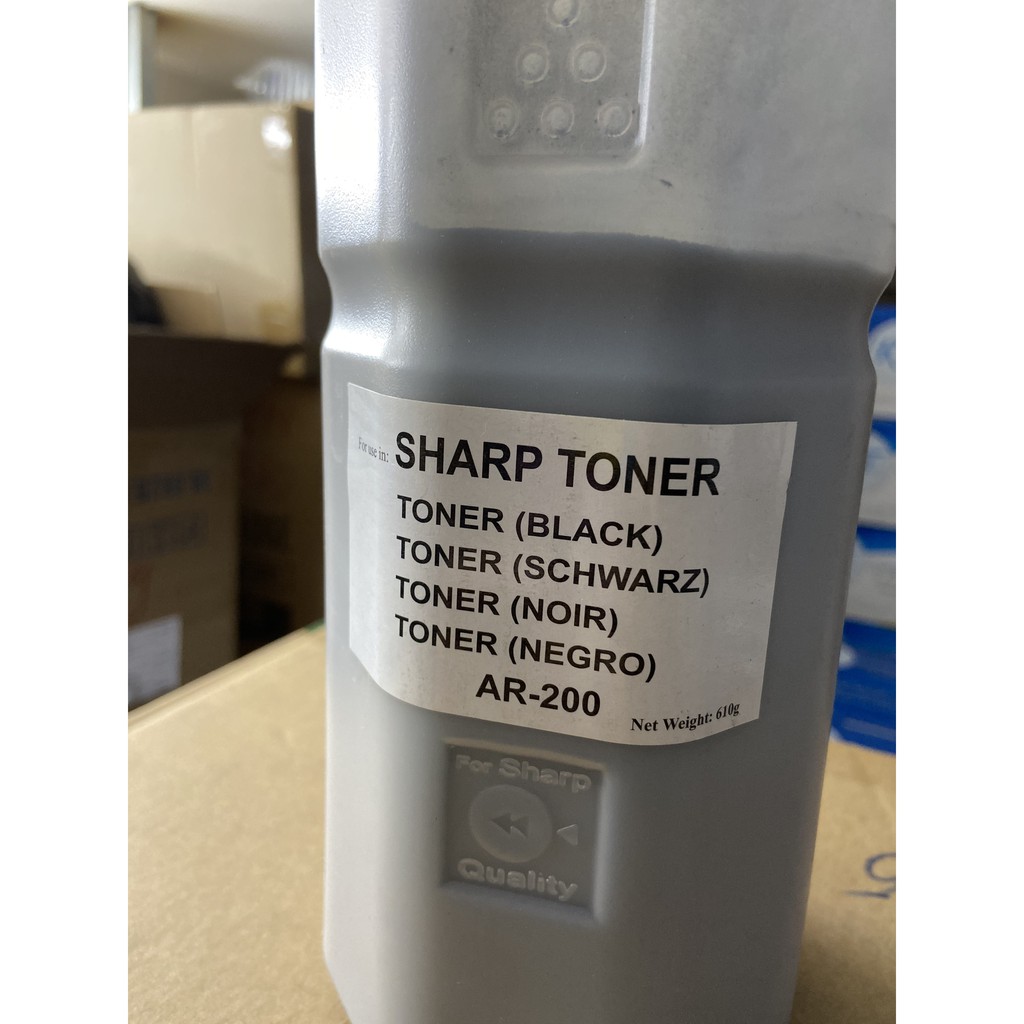 For use in: SHARP TONER
TONER (BLACK)
TONER (SCHWARZ)
TONER (NOIR)
TONER (NEGRO)
AR-200
Net Weight: 610g
For Sharp
Quality